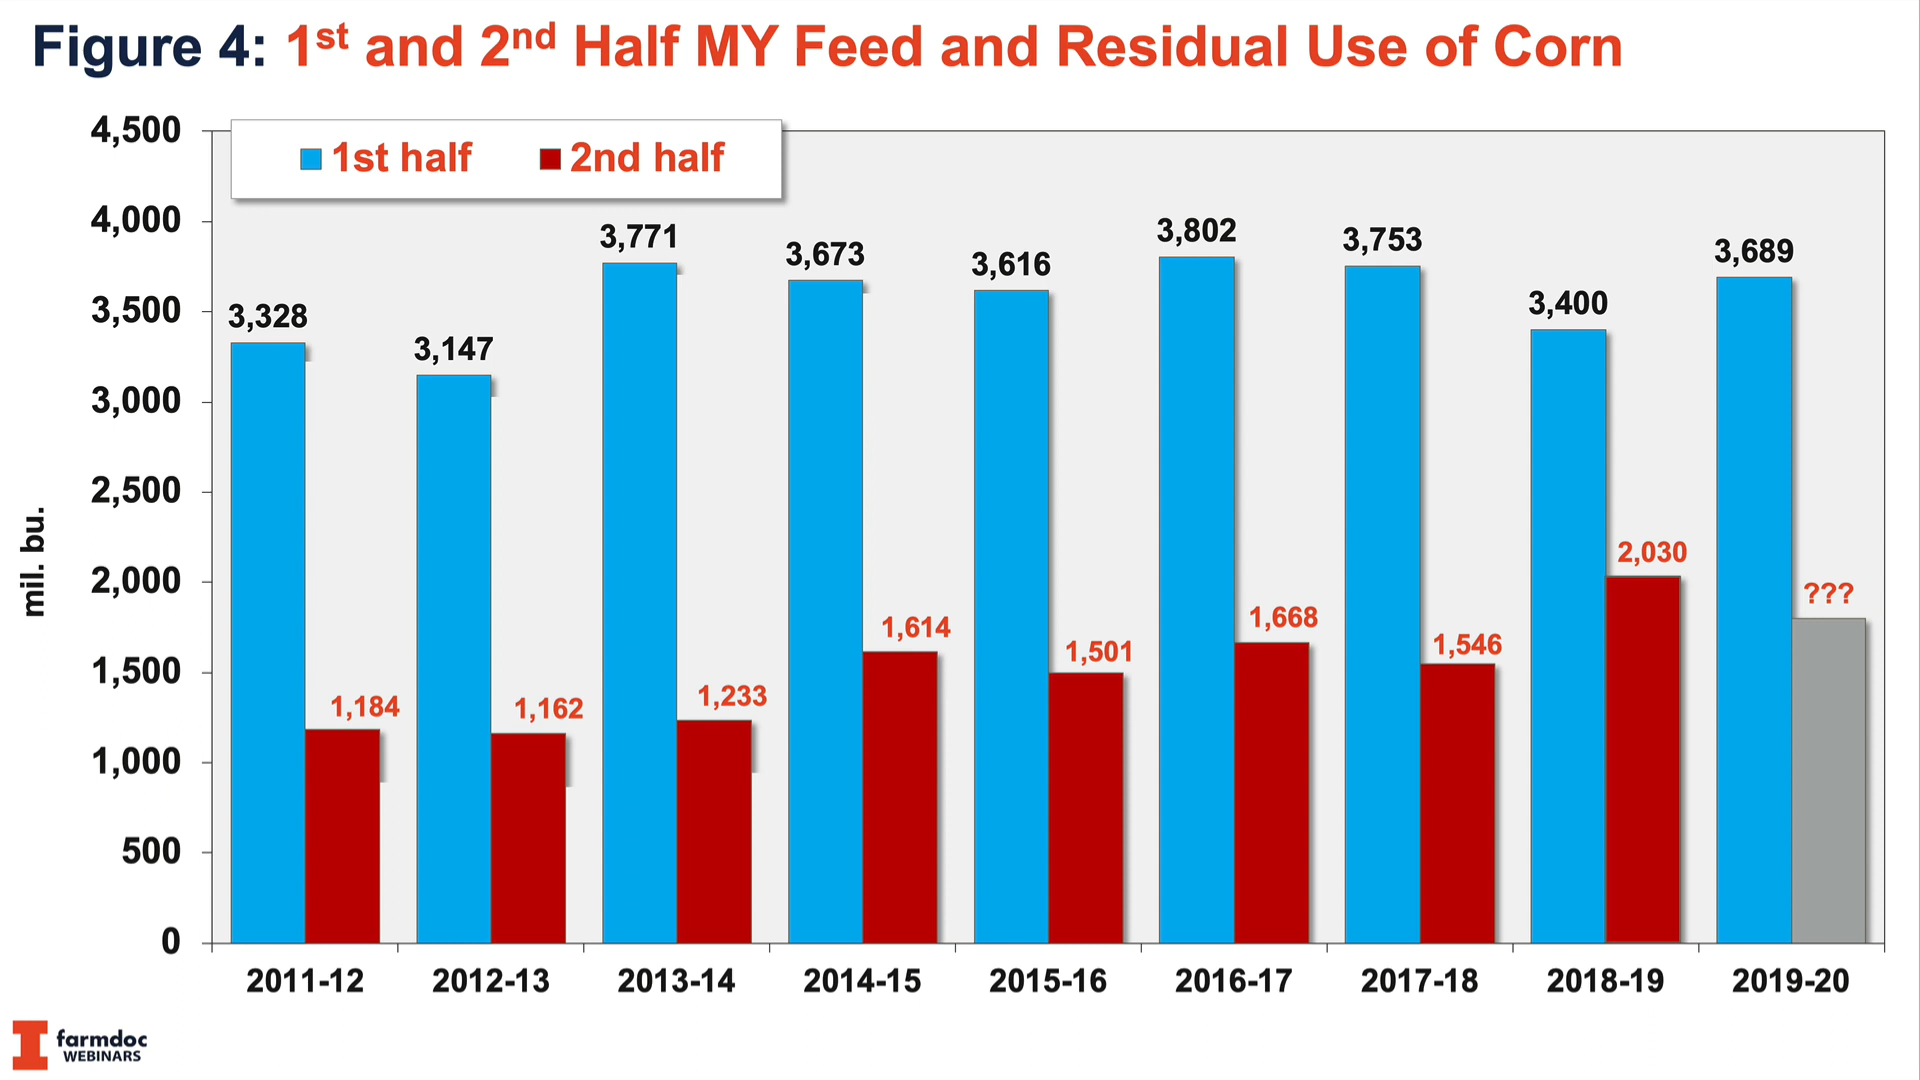 Figure 4: 1st and 2nd Half MY Feed and Residual Use of Corn
1st half 2nd half
4,500
4,000
3,500
3,000
2,500
2,000
1,500
1,000
500
0
mil. bu.
3,328 3,147 3,771 3,673 3,616 3,802 3,753 3,400 3,689
1,184 1,162 1,233 1,614 1,501 1,668 1,546 2,030 ???
2011-12 2012-13 2013-14 2014-15 2015-16 2016-17 2017-18 2018-19 2019-20
farmdoc
WEBINARS